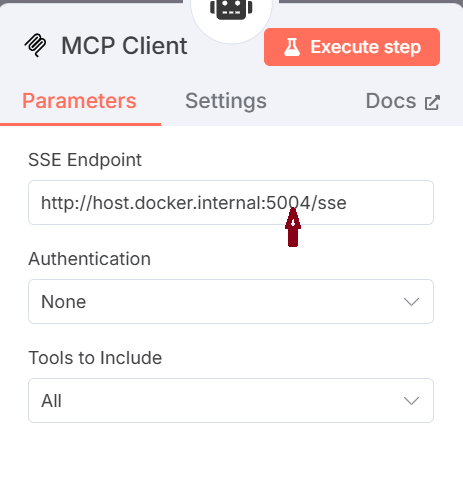 MCP Client
Execute step
Parameters
Settings
Docs
SSE Endpoint
http://host.docker.internal:5004/sse
Authentication
None
Tools to Include
All